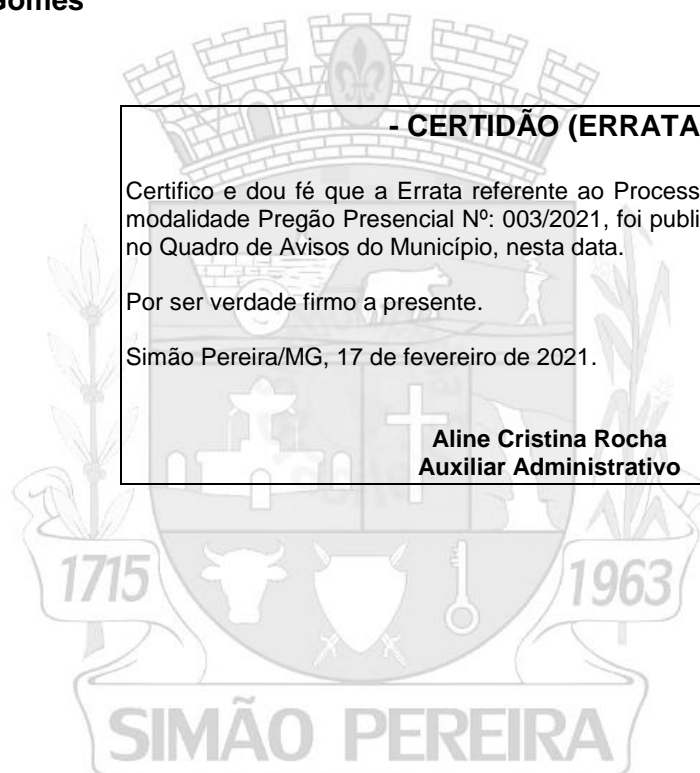 Gomes
- CERTIDÃO (ERRATA
Certifico e dou fé que a Errata referente ao Process
modalidade Pregão Presencial Nº: 003/2021, foi publi
no Quadro de Avisos do Município, nesta data.
Por ser verdade firmo a presente.
Simão Pereira/MG, 17 de fevereiro de 2021.
Aline Cristina Rocha
Auxiliar Administrativo
1715
1963
SIMÃO PEREIRA